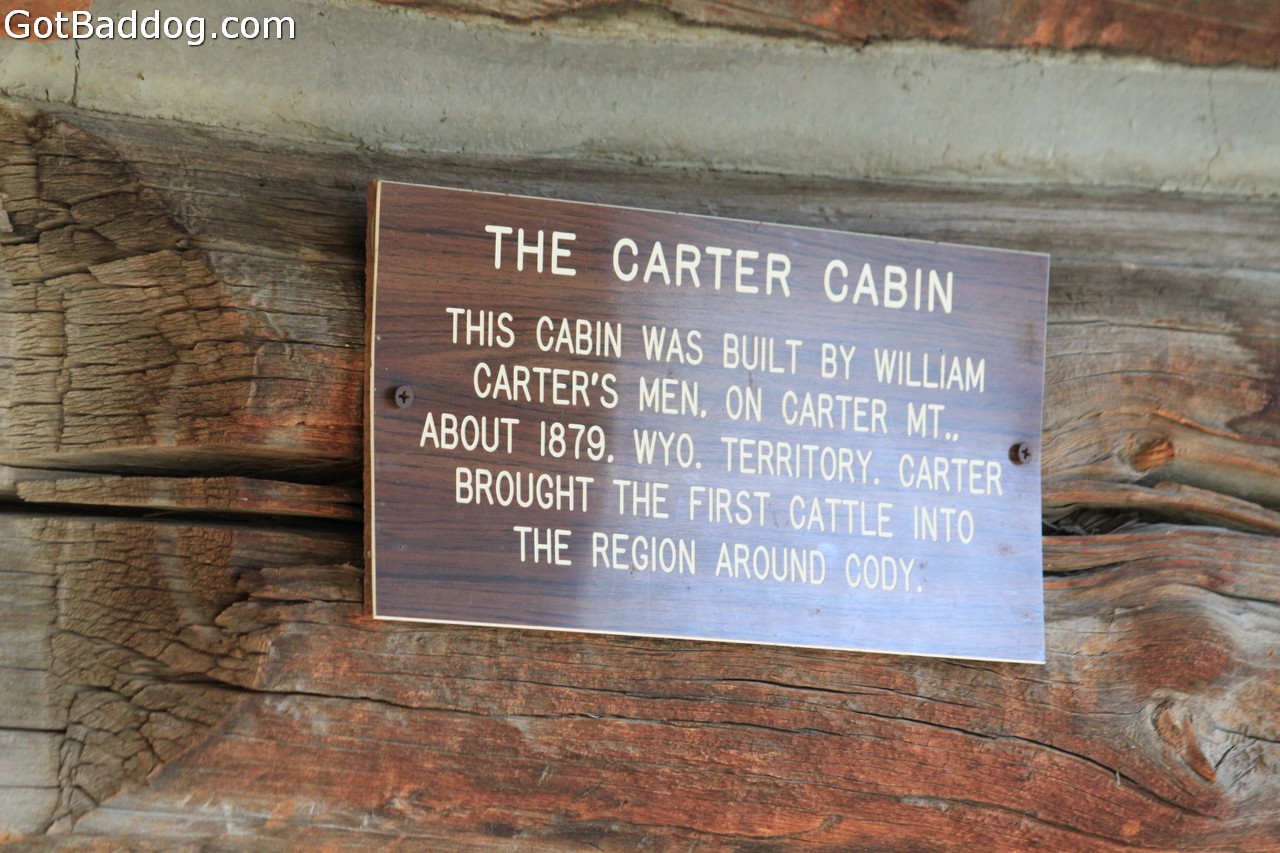 GotBaddog.com
THE CARTER CABIN
THIS CABIN WAS BUILT BY WILLIAM
CARTER'S MEN. ON CARTER MT.,
ABOUT 1879. WYO. TERRITORY. CARTER
BROUGHT THE FIRST CATTLE INTO
THE REGION AROUND CODY.